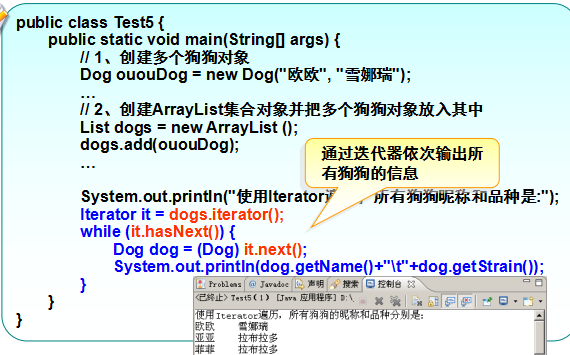 public class Test5 {
public static void main(String[] args) {
// 1、创建多个狗狗对象
Dog ououDog = new Dog("欧欧", "雪娜瑞");
…
// 2、创建ArrayList集合对象并把多个狗狗对象放入其中
List dogs = new ArrayList ();
dogs.add(ououDog);
…
通过迭代器依次输出所
有狗狗的信息
System.out.println("使用Iterator遍 所有狗狗昵称和品种是:");
Iterator it = dogs.iterator();
while (it.hasNext()) {
Dog dog = (Dog) it.next();
System.out.println(dog.getName()+"\t"+dog.getStrain());
}
}
}
Problems @ Javadoc 声明 搜索 控制台
<已终止> Test5 (1) [Java 应用程序] D:\
使用Iterator遍历，所有狗狗的昵称和品种分别是:
欧欧 雪娜瑞
亚亚 拉布拉多
菲菲 拉布拉多